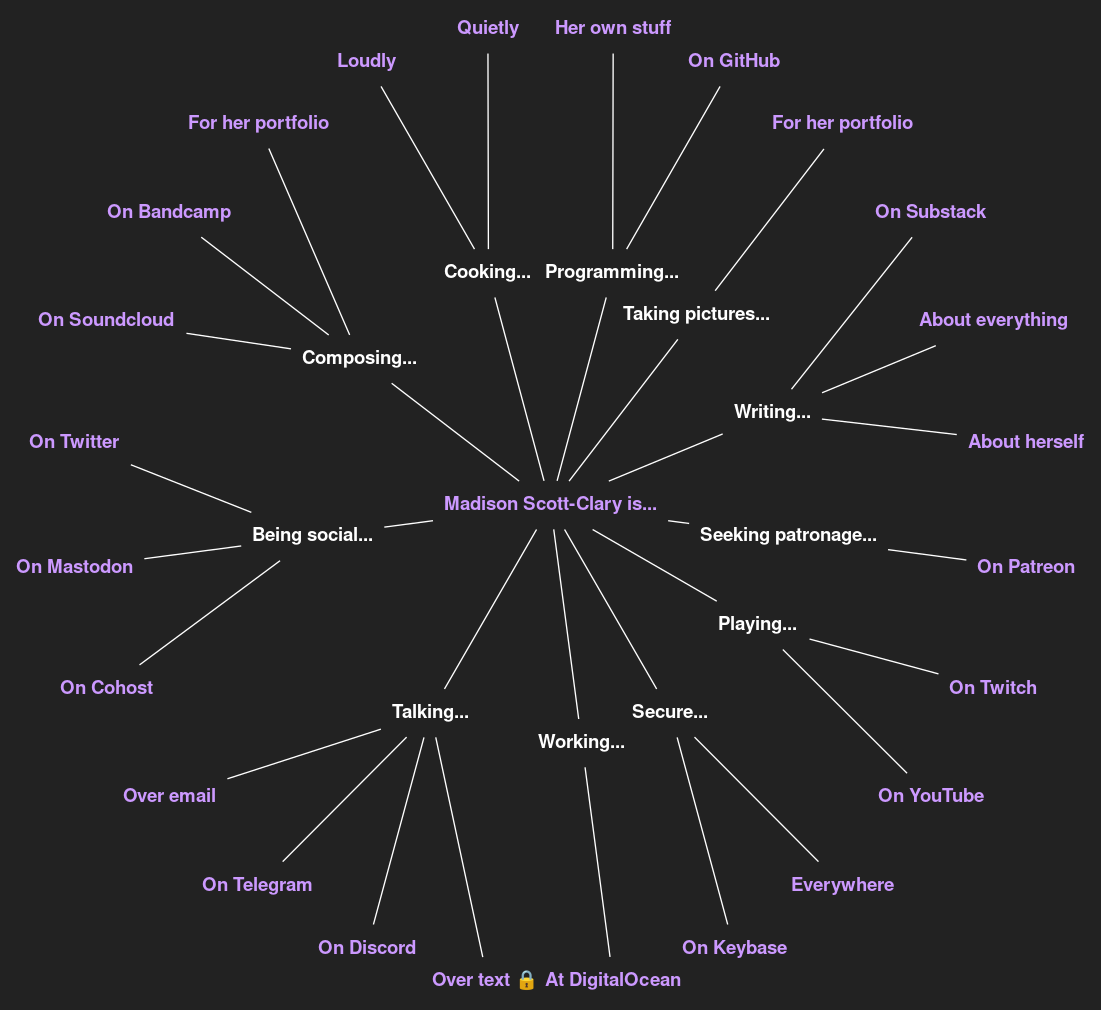 Quietly
Her own stuff
Loudly
On GitHub
For her portfolio
For her portfolio
On Bandcamp
On Substack
Cooking...
Programming...
Taking pictures...
On Soundcloud
About everything
Composing...
Writing...
On Twitter
About herself
Madison Scott-Clary is...
Being social...
Seeking patronage...
On Mastodon
On Patreon
Playing...
On Cohost
On Twitch
Talking...
Secure...
Working...
Over email
On YouTube
On Telegram
Everywhere
On Discord
On Keybase
Over text 🔒
At DigitalOcean